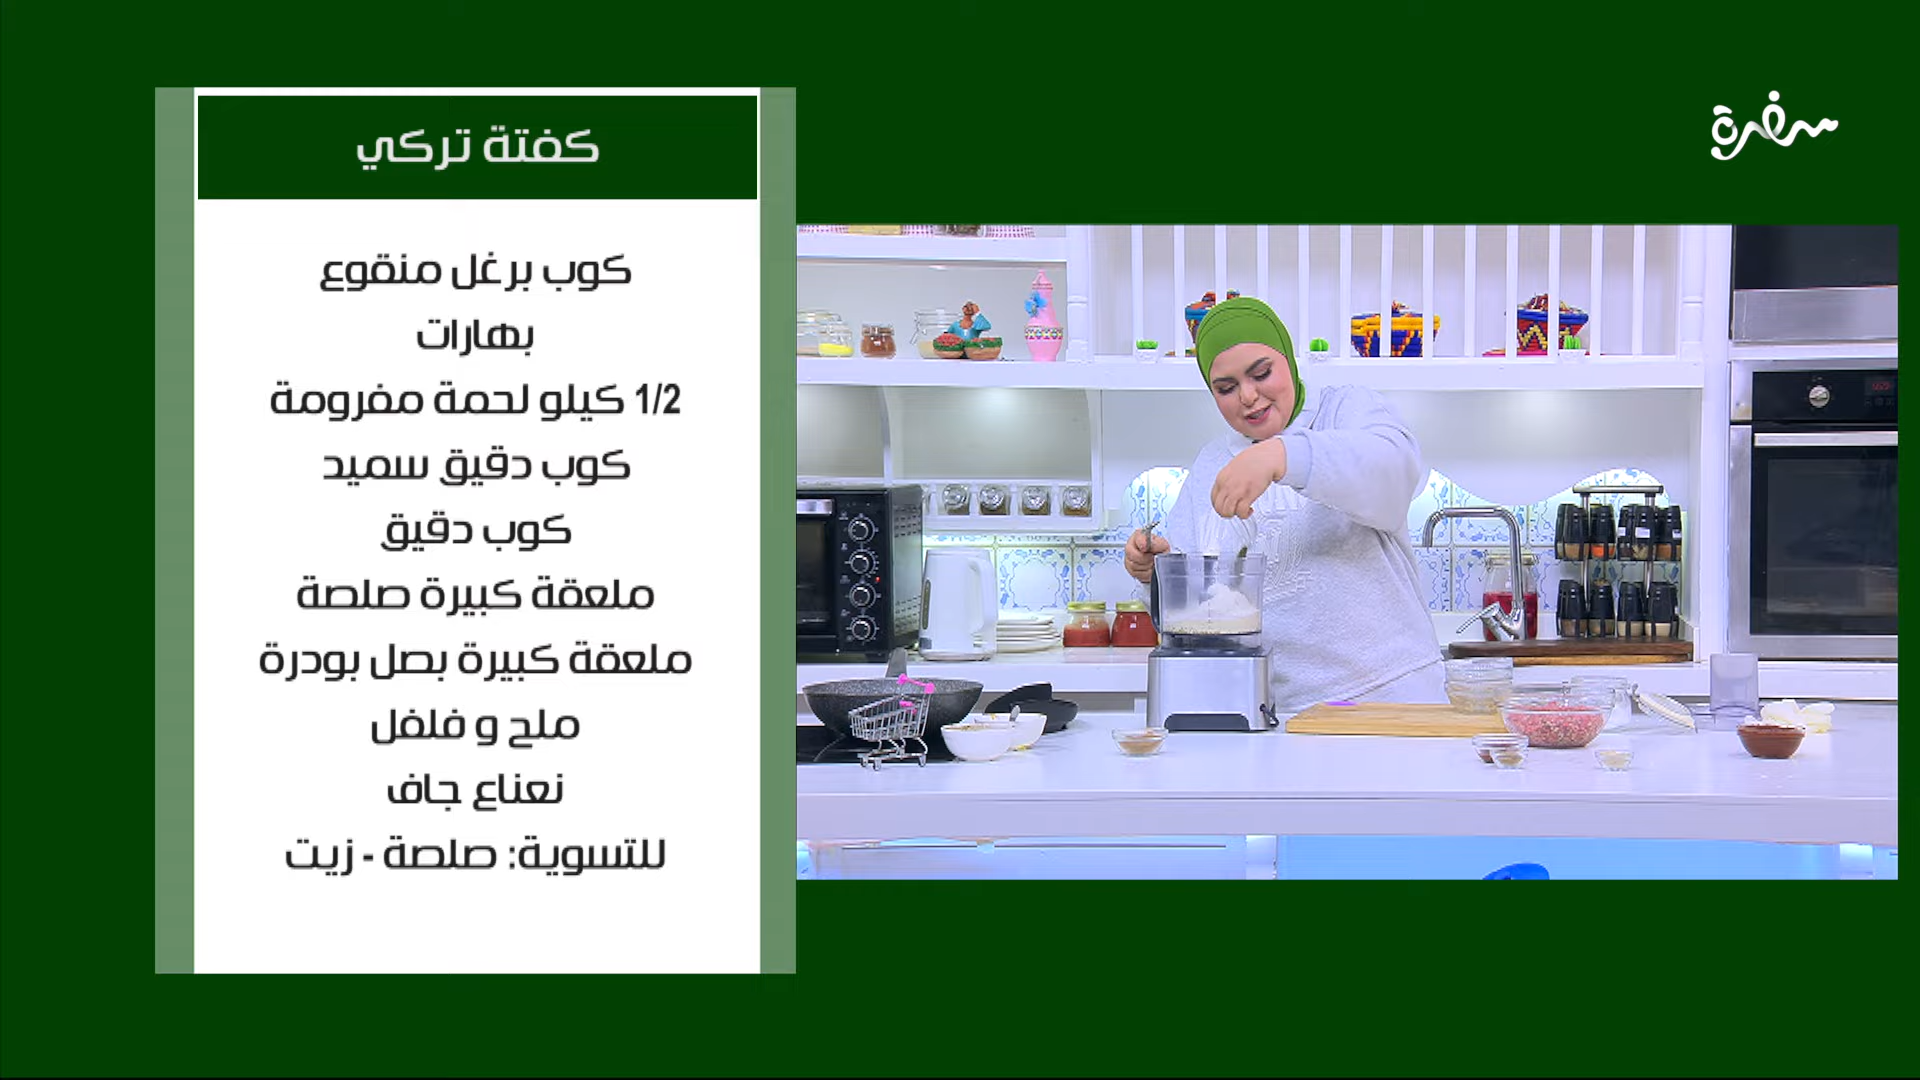 سفرة
كفتة تركي
كوب برغل منقوع
بهارات
1/2 كيلو لحمة مفرومة
كوب دقيق سميد
كوب دقيق
ملعقة كبيرة صلصة
ملعقة كبيرة بصل بودرة
ملح و فلفل
نعناع جاف
للتسوية: صلصة - زيت